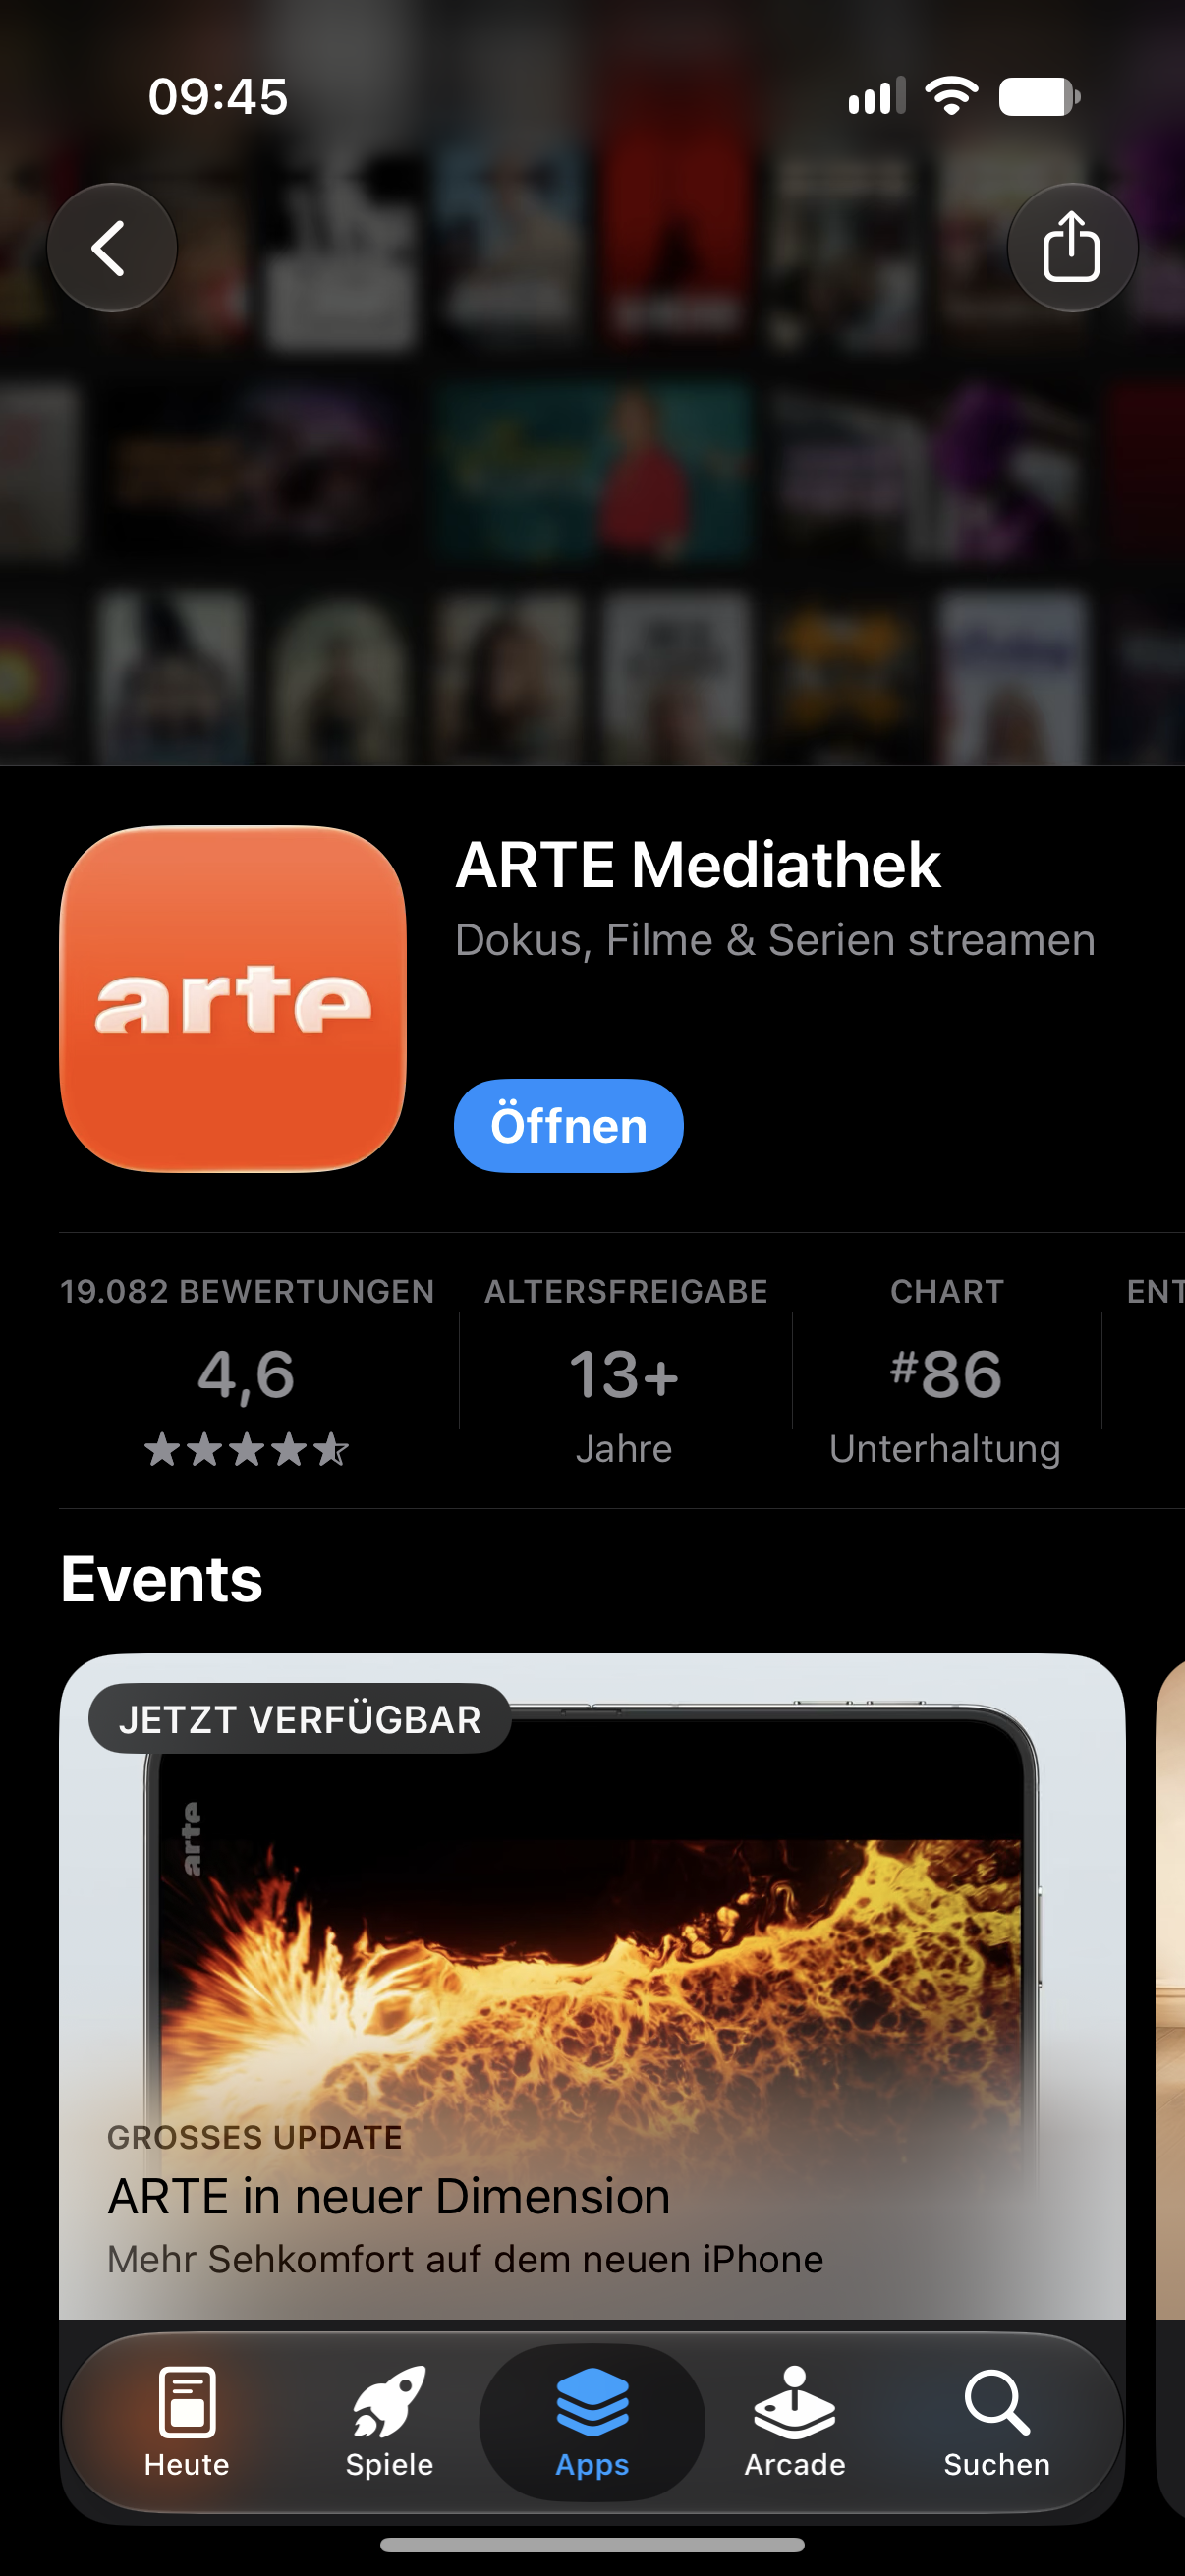 09:45
arte
ARTE Mediathek
Dokus, Filme & Serien streamen
Öffnen
19.082 BEWERTUNGEN
4,6
ALTERSFREIGABE
13+
Jahre
CHART
#86
Unterhaltung
ENT
Events
JETZT VERFÜGBAR
arte
GROSSES UPDATE
ARTE in neuer Dimension
Mehr Sehkomfort auf dem neuen iPhone
Heute
Spiele
Apps
Arcade
Suchen